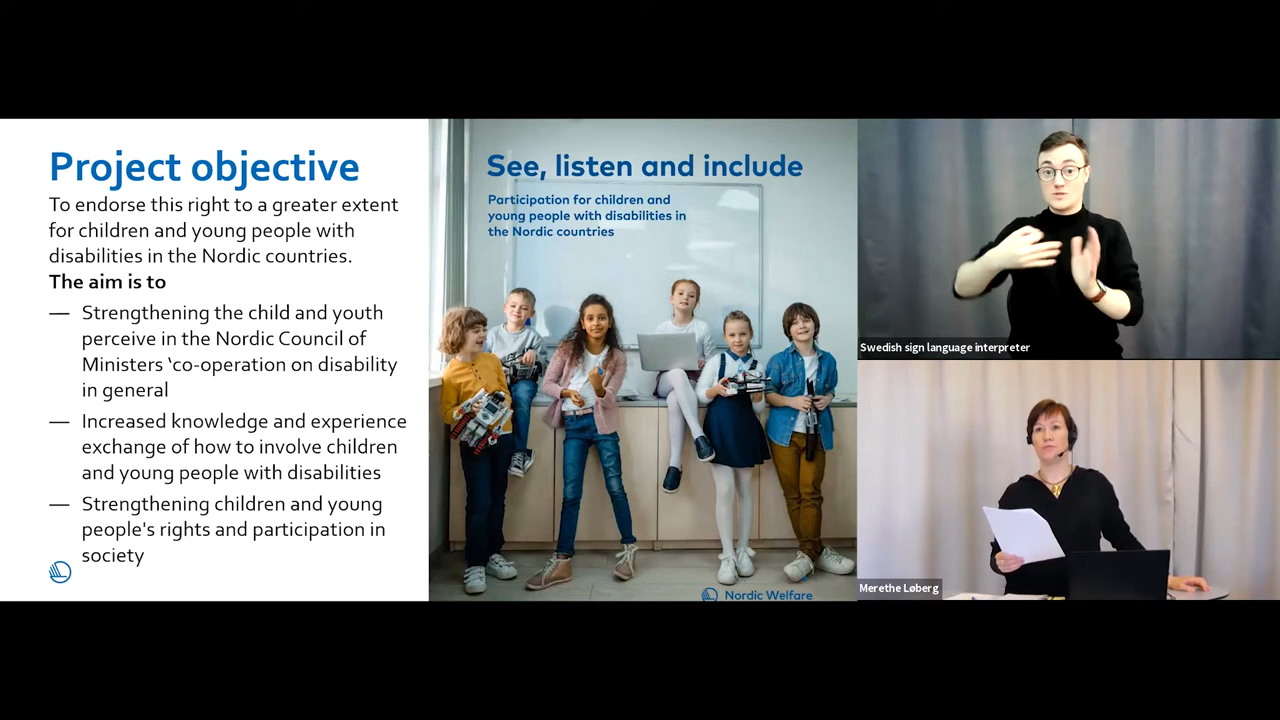 Project objective
To endorse this right to a greater extent
for children and young people with
disabilities in the Nordic countries.
The aim is to
— Strengthening the child and youth
perceive in the Nordic Council of
Ministers ‘co-operation on disability
in general
— Increased knowledge and experience
exchange of how to involve children
and young people with disabilities
— Strengthening children and young
people's rights and participation in
society
See, listen and include
Participation for children and
young people with disabilities in
the Nordic countries
Nordic Welfare
Swedish sign language interpreter
Merethe Løberg